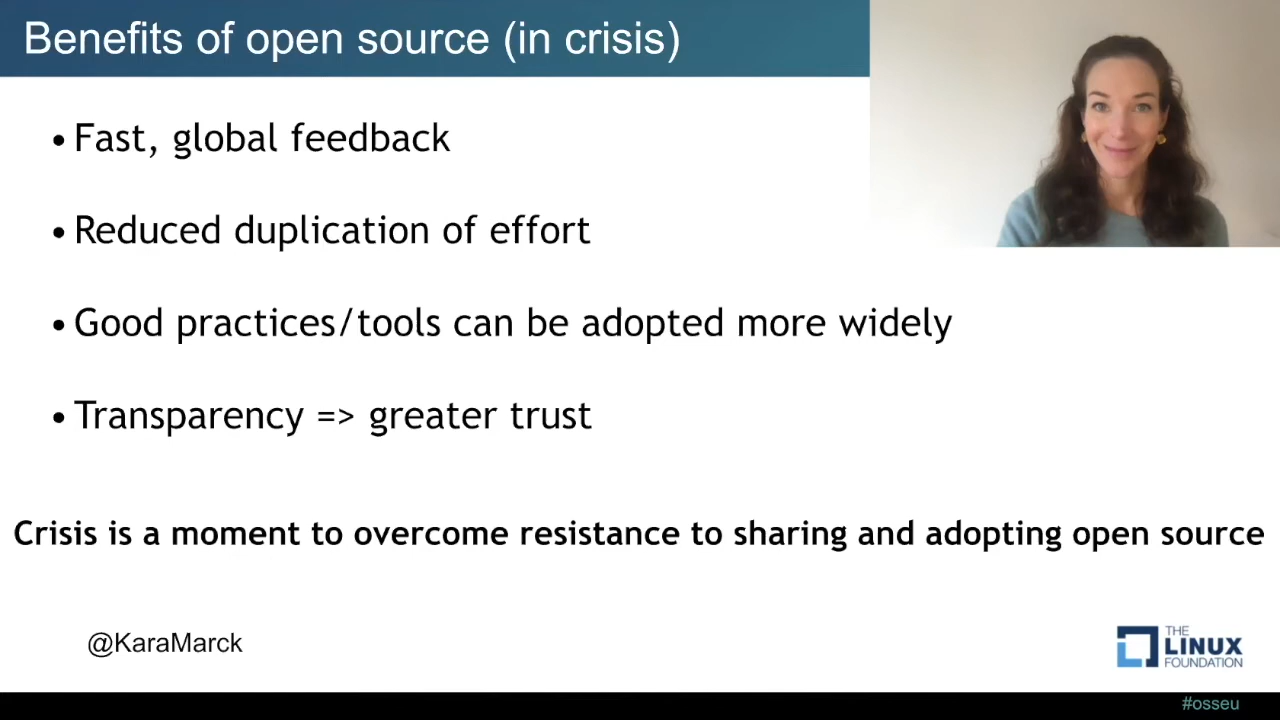 Benefits of open source (in crisis)
• Fast, global feedback
• Reduced duplication of effort
• Good practices/tools can be adopted more widely
• Transparency => greater trust
Crisis is a moment to overcome resistance to sharing and adopting open source
@KaraMarck
THE
LINUX
FOUNDATION
#osseu